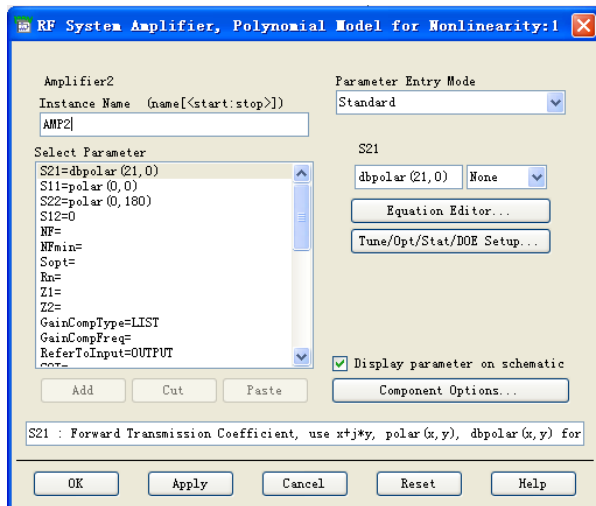 RF System Amplifier, Polynomial Model for Nonlinearity:1
Amplifier2
Instance Name (name[<start:stop>])
AMP2
Select Parameter
S21=dbpolar(21,0)
S11=polar(0,0)
S22=polar(0,180)
S12=0
NF=
NFmin=
Sopt=
Rn=
Z1=
Z2=
GainCompType=LIST
GainCompFreq=
ReferToInput=OUTPUT
Add Cut Paste
Parameter Entry Mode
Standard
S21
dbpolar(21,0) None
Equation Editor...
Tune/Opt/Stat/DOE Setup...
Display parameter on schematic
Component Options...
S21 : Forward Transmission Coefficient, use x+j*y, polar(x,y), dbpolar(x,y) for
OK Apply Cancel Reset Help